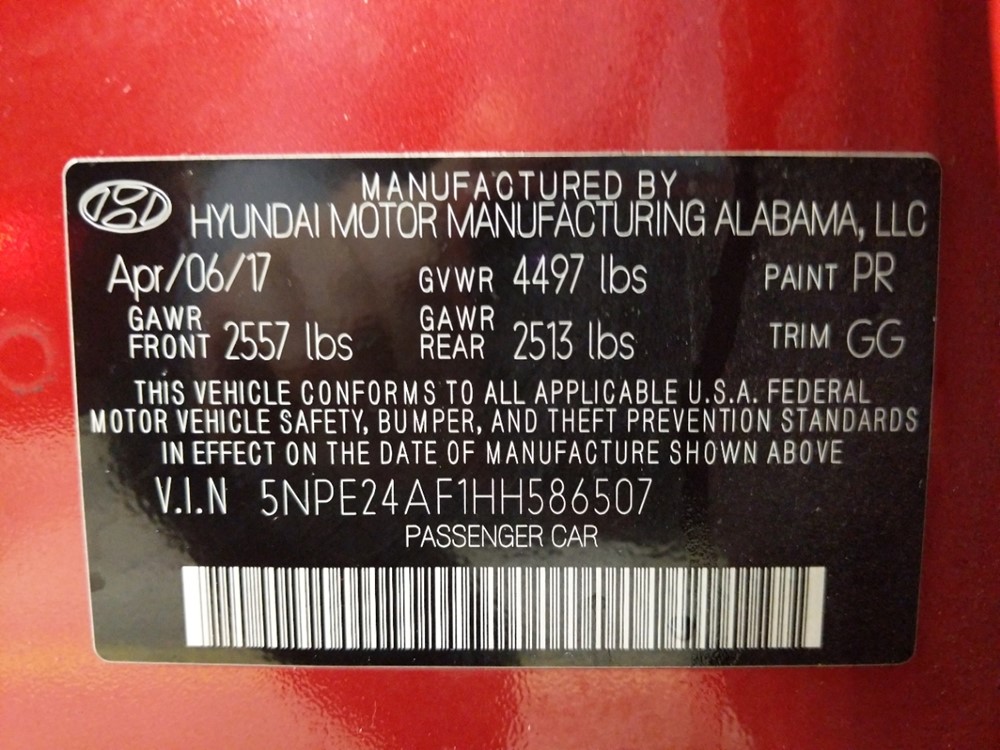 MANUFACTURED BY
HYUNDAI MOTOR MANUFACTURING ALABAMA, LLC
Apr/06/17 GVWR 4497 lbs PAINT PR
GAWR FRONT 2557 lbs GAWR REAR 2513 lbs TRIM GG
THIS VEHICLE CONFORMS TO ALL APPLICABLE U.S.A. FEDERAL
MOTOR VEHICLE SAFETY, BUMPER, AND THEFT PREVENTION STANDARDS
IN EFFECT ON THE DATE OF MANUFACTURE SHOWN ABOVE
V.I.N 5NPE24AF1HH586507
PASSENGER CAR